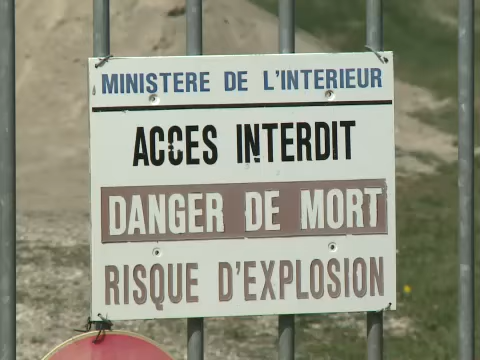 MINISTERE DE L'INTERIEUR
ACCES INTERDIT
DANGER DE MORT
RISQUE D'EXPLOSION